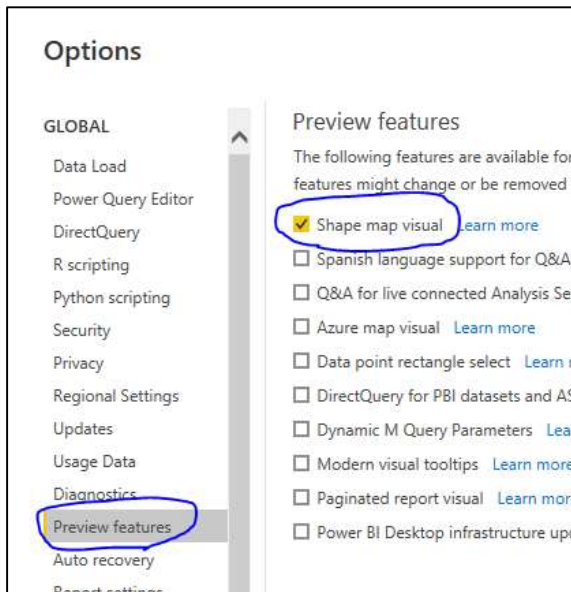 Options
GLOBAL
Data Load
Power Query Editor
DirectQuery
R scripting
Python scripting
Security
Privacy
Regional Settings
Updates
Usage Data
Diagnostics
Preview features
Auto recovery
Report settings
Preview features
The following features are available for
features might change or be removed
Shape map visual Learn more
Spanish language support for Q&A
Q&A for live connected Analysis Se
Azure map visual Learn more
Data point rectangle select Learn
DirectQuery for PBI datasets and AS
Dynamic M Query Parameters Lea
Modern visual tooltips Learn more
Paginated report visual Learn mor
Power BI Desktop infrastructure up